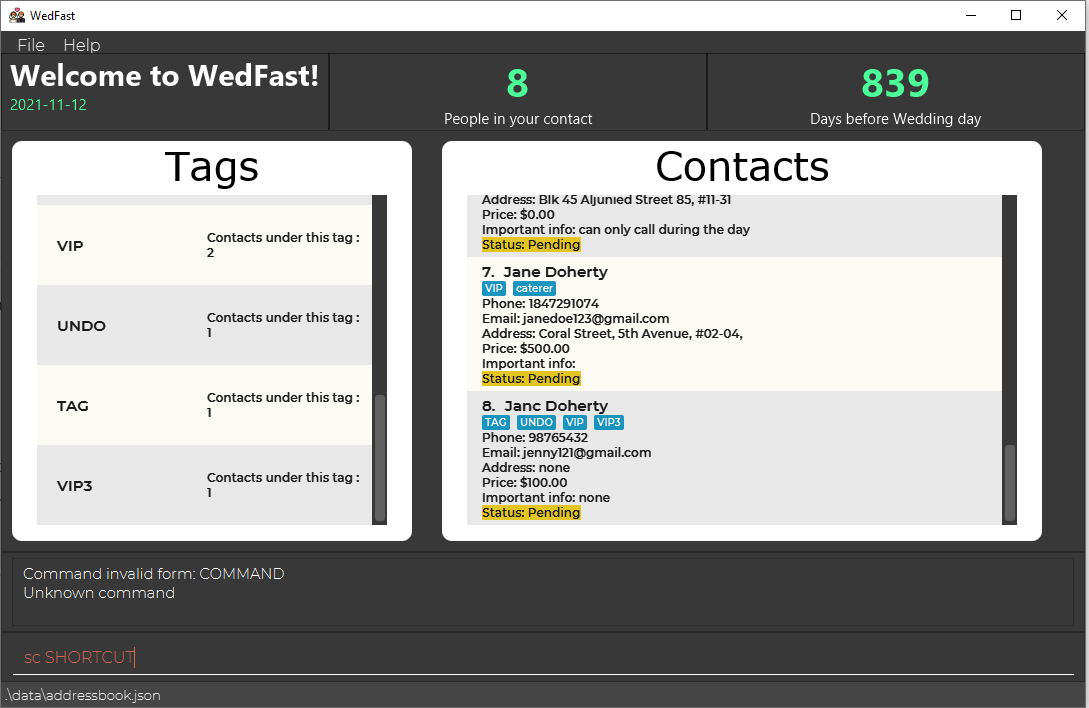 WedFast
File Help
Welcome to WedFast!
2021-11-12
8
People in your contact
839
Days before Wedding day
Tags
VIP
Contacts under this tag :
2
UNDO
Contacts under this tag :
1
TAG
Contacts under this tag :
1
VIP3
Contacts under this tag :
1
Contacts
Address: Blk 45 Aljunied Street 85, #11-31
Price: $0.00
Important info: can only call during the day
Status: Pending
7. Jane Doherty
VIP caterer
Phone: 1847291074
Email: janedoe123@gmail.com
Address: Coral Street, 5th Avenue, #02-04,
Price: $500.00
Important info:
Status: Pending
8. Janc Doherty
TAG UNDO VIP VIP3
Phone: 98765432
Email: jenny121@gmail.com
Address: none
Price: $100.00
Important info: none
Status: Pending
Command invalid form: COMMAND
Unknown command
sc SHORTCUT
.\data\addressbook.json